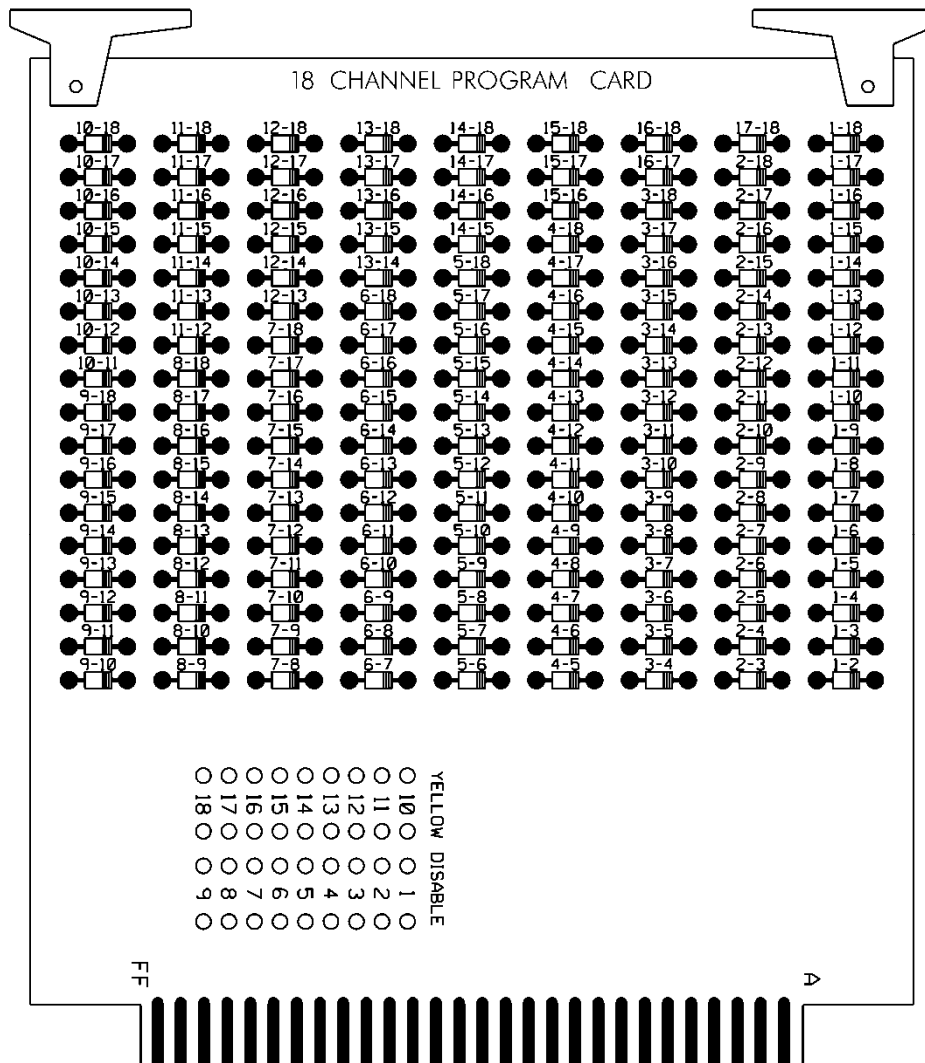 18 CHANNEL PROGRAM CARD
10-18 11-18 12-18 13-18 14-18 15-18 16-18 17-18 1-18
10-17 11-17 12-17 13-17 14-17 15-17 16-17 2-18 1-17
10-16 11-16 12-16 13-16 14-16 15-16 3-18 2-17 1-16
10-15 11-15 12-15 13-15 14-15 4-18 3-17 2-16 1-15
10-14 11-14 12-14 13-14 5-18 4-17 3-16 2-15 1-14
10-13 11-13 12-13 6-18 5-17 4-16 3-15 2-14 1-13
10-12 11-12 7-18 6-17 5-16 4-15 3-14 2-13 1-12
10-11 8-18 7-17 6-16 5-15 4-14 3-13 2-12 1-11
9-18 8-17 7-16 6-15 5-14 4-13 3-12 2-11 1-10
9-17 8-16 7-15 6-14 5-13 4-12 3-11 2-10 1-9
9-16 8-15 7-14 6-13 5-12 4-11 3-10 2-9 1-8
9-15 8-14 7-13 6-12 5-11 4-10 3-9 2-8 1-7
9-14 8-13 7-12 6-11 5-10 4-9 3-8 2-7 1-6
9-13 8-12 7-11 6-10 5-9 4-8 3-7 2-6 1-5
9-12 8-11 7-10 6-9 5-8 4-7 3-6 2-5 1-4
9-11 8-10 7-9 6-8 5-7 4-6 3-5 2-4 1-3
9-10 8-9 7-8 6-7 5-6 4-5 3-4 2-3 1-2
YELLOW DISABLE
10 1
11 2
12 3
13 4
14 5
15 6
16 7
17 8
18 9
FF
A